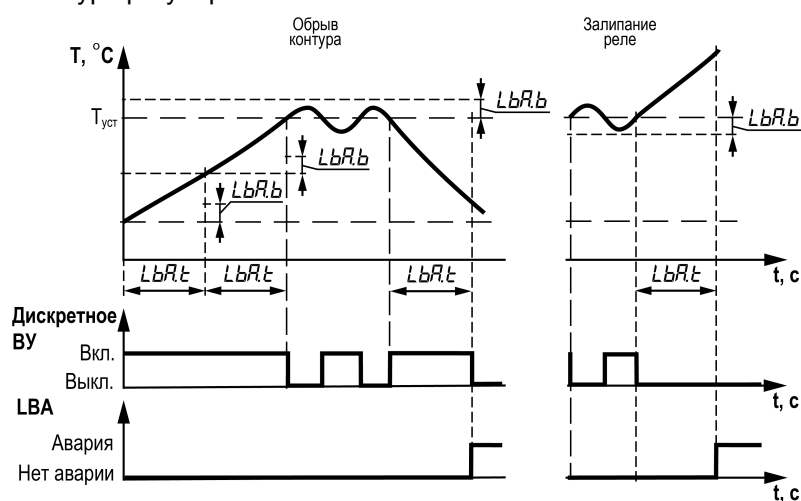 Обрыв
контура
Залипание
реле
T, °C
Tуст
LbA.b
LbA.b
LbA.b
LbA.b
LbA.t
LbA.t
LbA.t
LbA.t
t, c
Дискретное
ВУ
Вкл.
Выкл.
t, c
LBA
Авария
Нет аварии
t, c